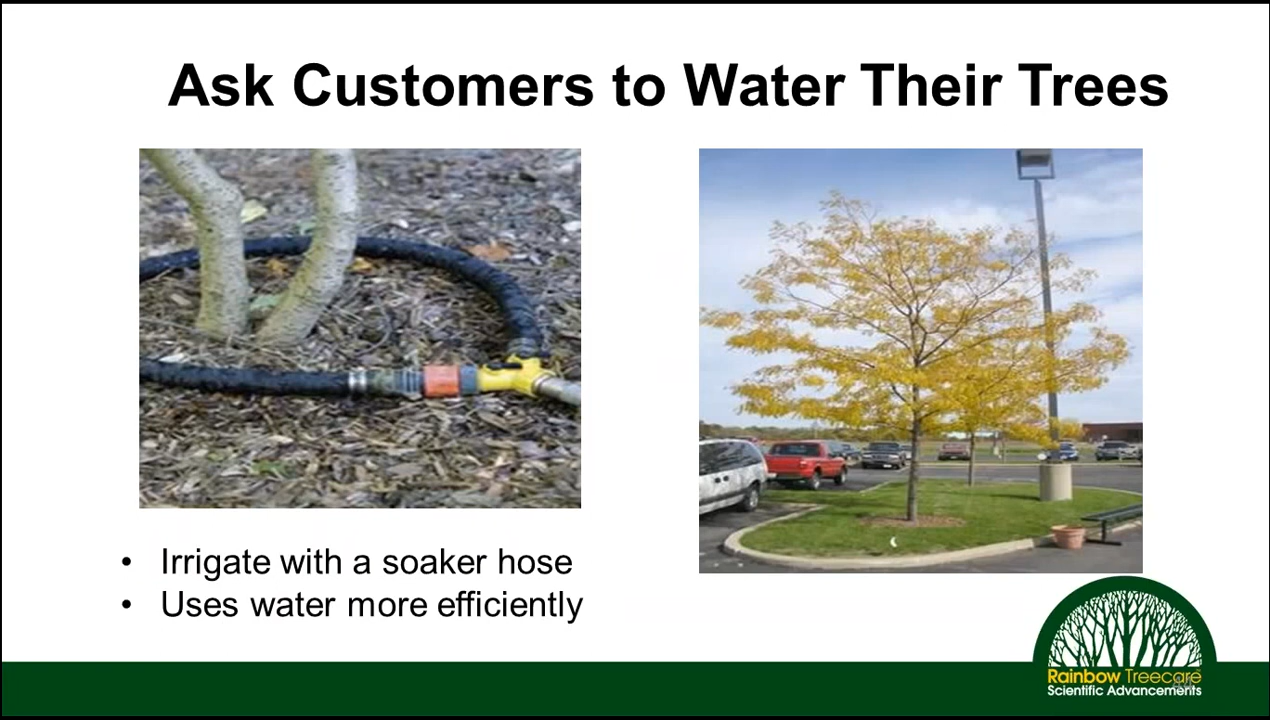 Ask Customers to Water Their Trees
• Irrigate with a soaker hose
• Uses water more efficiently
Rainbow Treecare
Scientific Advancements